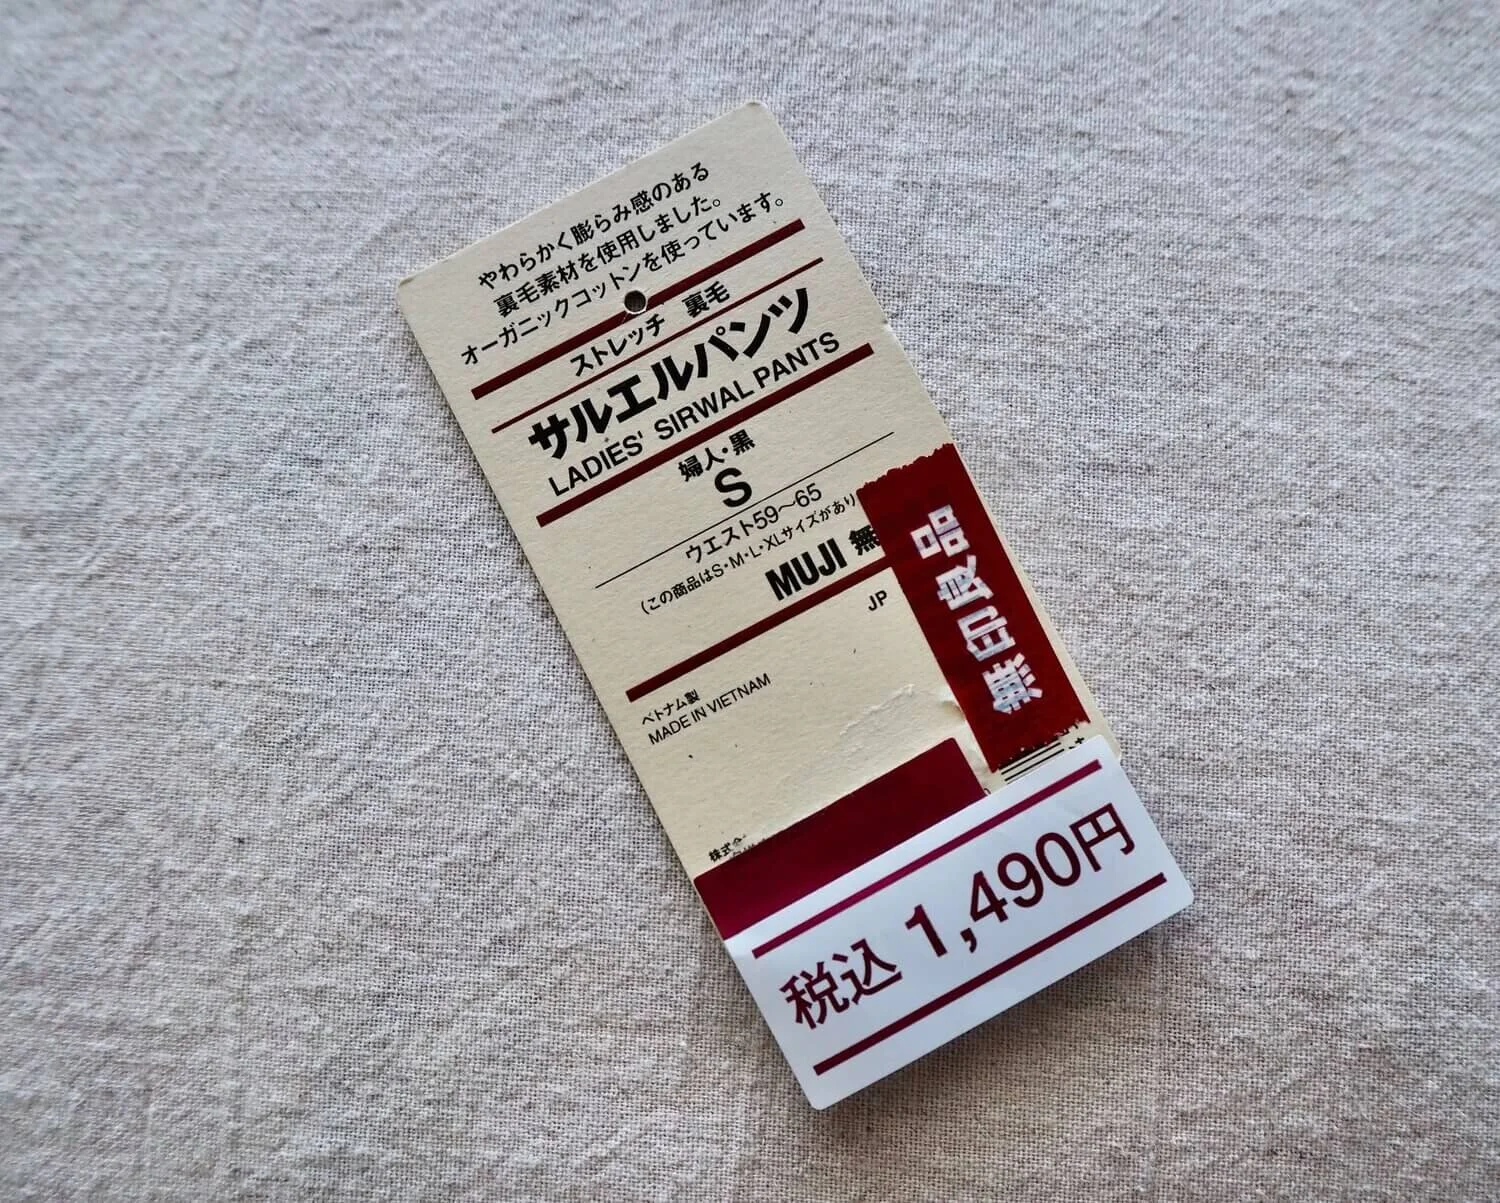 やわらかく膨らみ感のある
裏毛素材を使用しました。
オーガニックコットンを使っています。
ストレッチ 裏毛
サルエルパンツ
LADIES' SIRWAL PANTS
婦人・黒
S
ウエスト59〜65
(この商品はS・M・L・XLサイズがあり
MUJI 無
JP
無印良品
ベトナム製
MADE IN VIETNAM
株式会
税込 1,490円